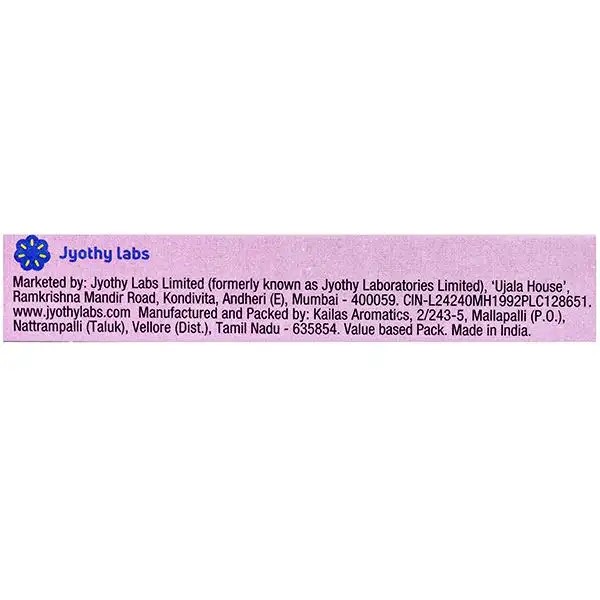 Jyothy labs
Marketed by: Jyothy Labs Limited (formerly known as Jyothy Laboratories Limited), 'Ujala House',
Ramkrishna Mandir Road, Kondivita, Andheri (E), Mumbai - 400059. CIN-L24240MH1992PLC128651.
www.jyothylabs.com Manufactured and Packed by: Kailas Aromatics, 2/243-5, Mallapalli (P.O.),
Nattrampalli (Taluk), Vellore (Dist.), Tamil Nadu - 635854. Value based Pack. Made in India.